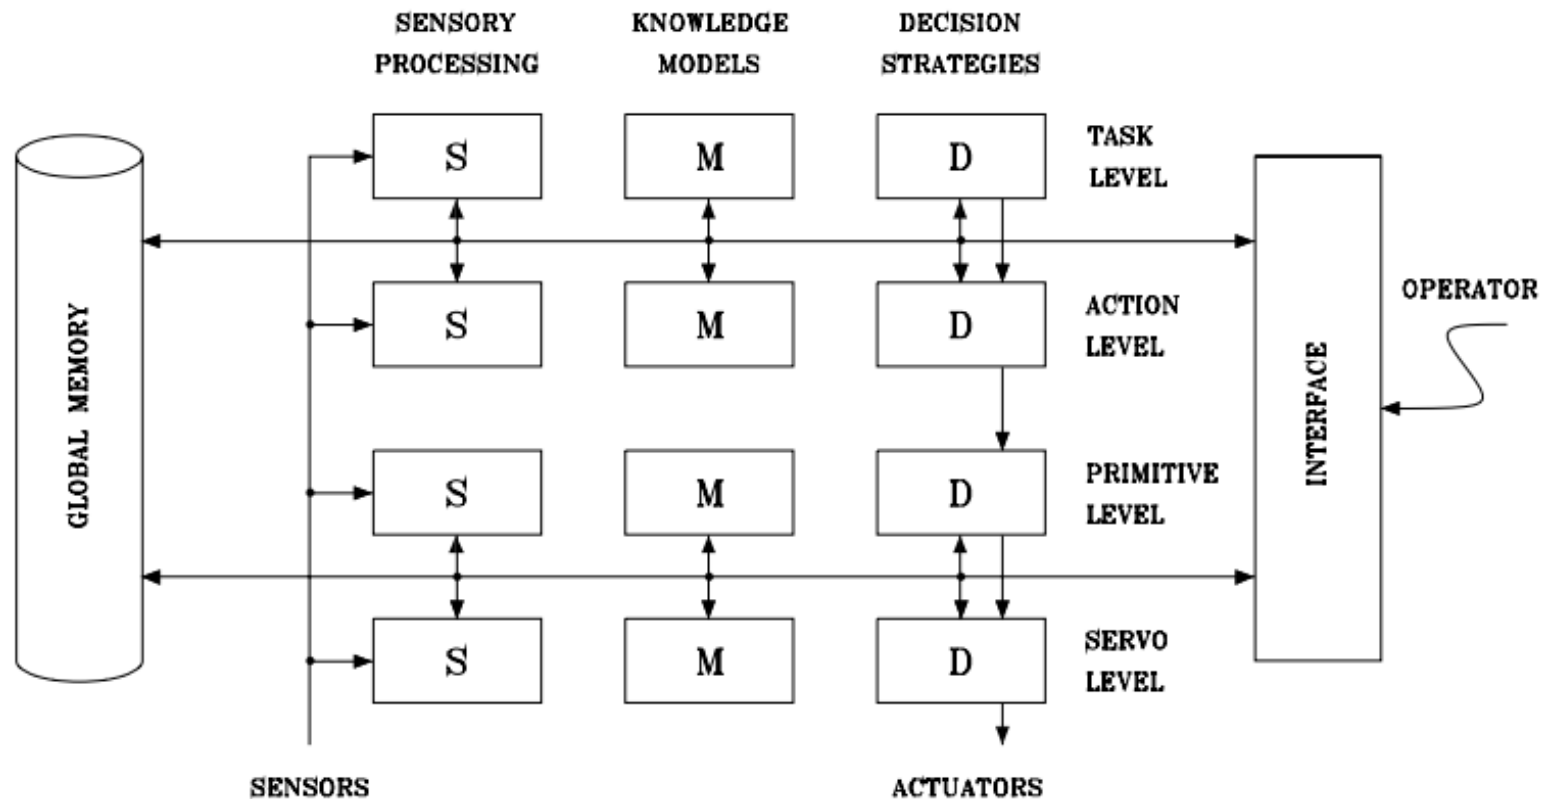 SENSORY
PROCESSING
KNOWLEDGE
MODELS
DECISION
STRATEGIES
S
M
D
TASK
LEVEL
S
M
D
ACTION
LEVEL
S
M
D
PRIMITIVE
LEVEL
S
M
D
SERVO
LEVEL
GLOBAL MEMORY
INTERFACE
OPERATOR
SENSORS
ACTUATORS